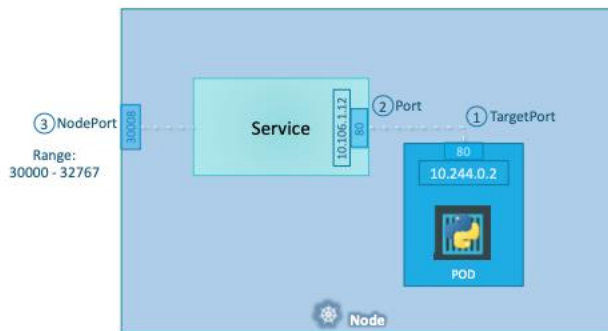 3 NodePort
Range:
30000 - 32767
30008
Service
10.106.1.12
80
2 Port
1 TargetPort
80
10.244.0.2
POD
Node